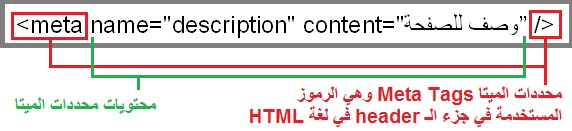 <meta name="description" content="وصف للصفحة" />
محددات الميتا Meta Tags وهي الرموز
المستخدمة في جزء الـ header في لغة HTML
محتويات محددات الميتا